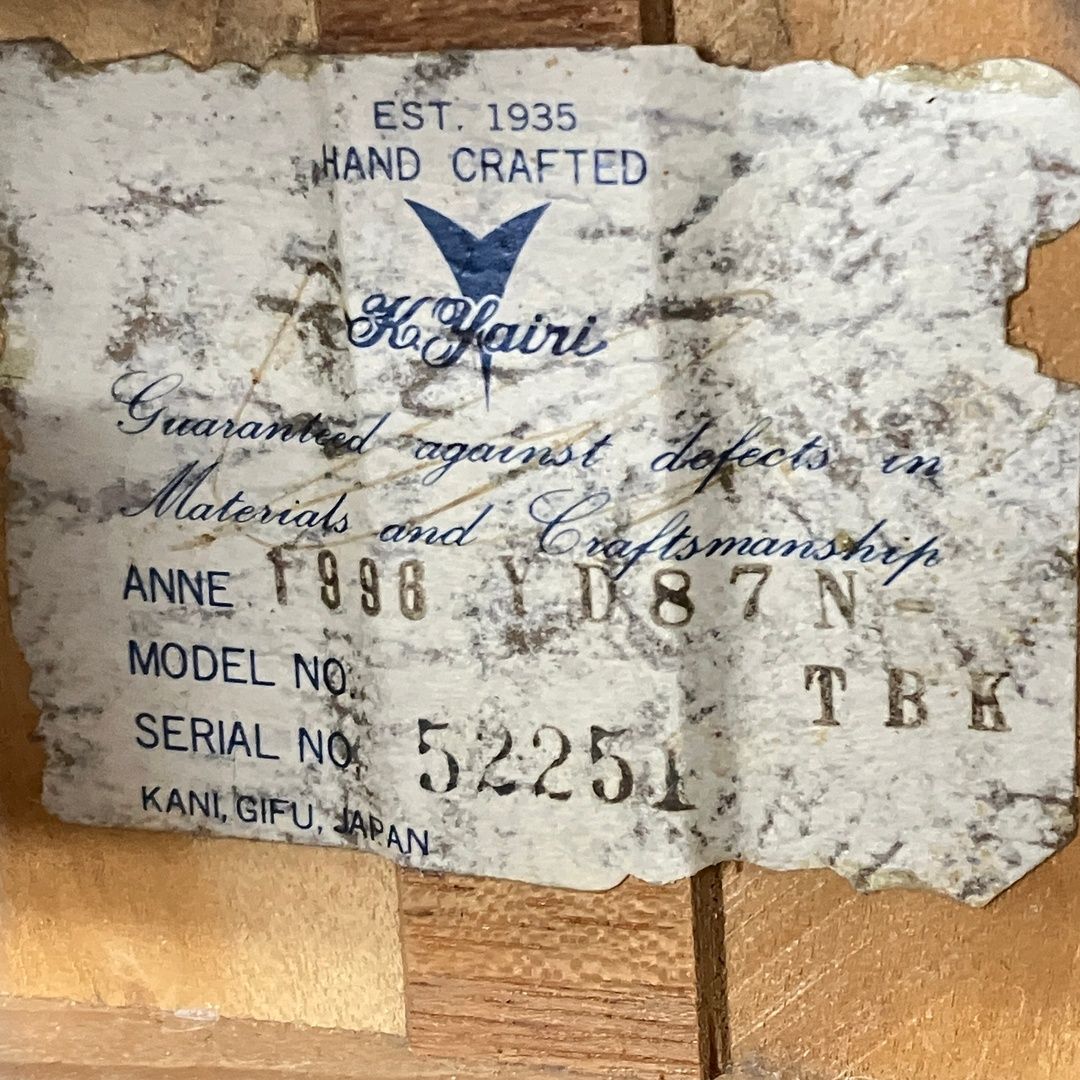 EST. 1935
HAND CRAFTED
K.Yairi
Guaranteed against defects in
Materials and Craftsmanship
ANNE 1996 YD87N-
MODEL NO. TBK
SERIAL NO. 52251
KANI, GIFU, JAPAN